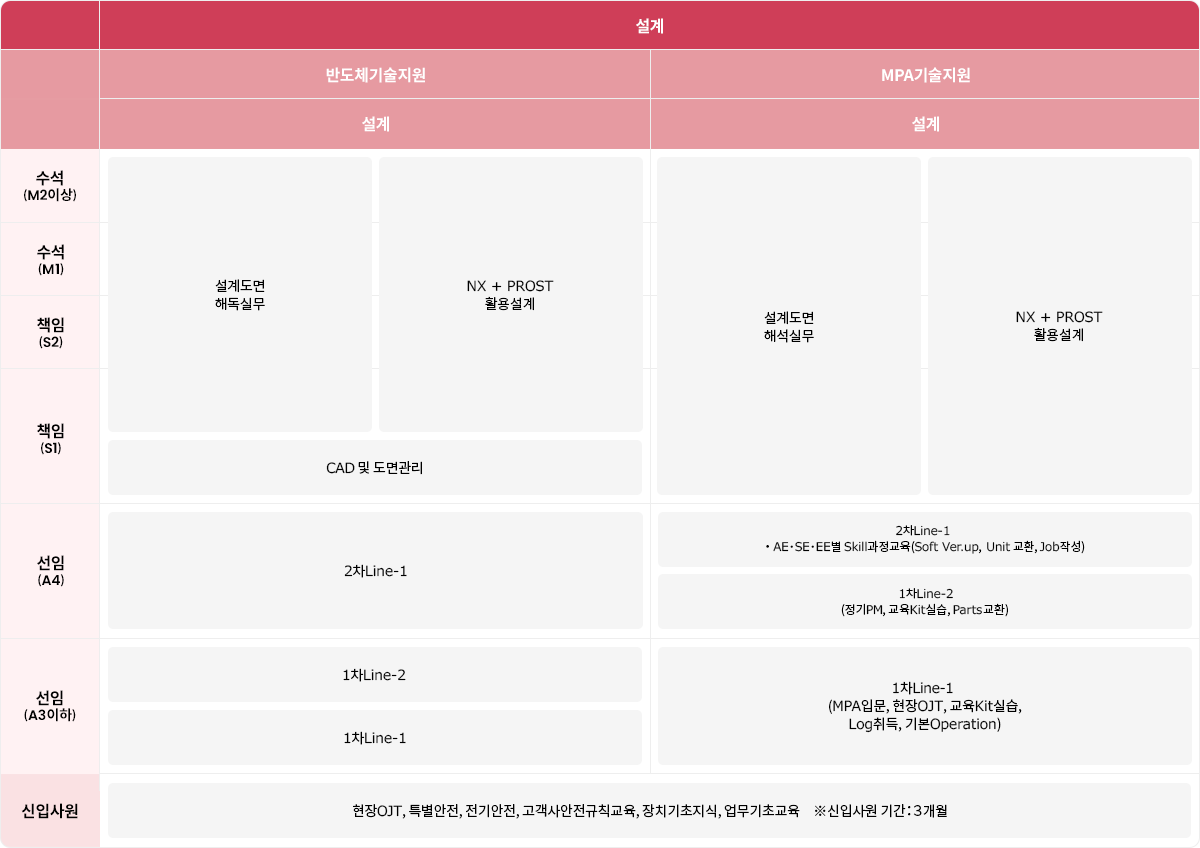 설계
반도체기술지원
MPA기술지원
설계
설계
수석
(M2이상)
수석
(M1)
책임
(S2)
책임
(S1)
설계도면
해독실무
NX + PROST
활용설계
설계도면
해석실무
NX + PROST
활용설계
CAD 및 도면관리
선임
(A4)
2차Line-1
2차Line-1
• AE·SE·EE별 Skill과정교육(Soft Ver.up, Unit 교환, Job작성)
1차Line-2
(정기PM, 교육Kit실습, Parts교환)
선임
(A3이하)
1차Line-2
1차Line-1
1차Line-1
(MPA입문, 현장OJT, 교육Kit실습,
Log취득, 기본Operation)
신입사원
현장OJT, 특별안전, 전기안전, 고객사안전규칙교육, 장치기초지식, 업무기초교육 ※신입사원 기간 : 3개월